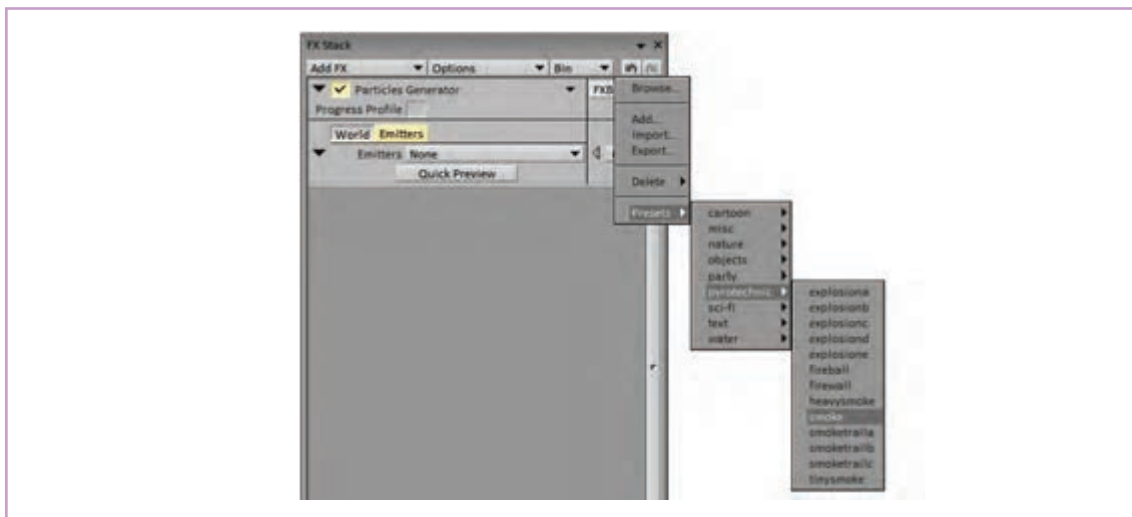 FX Stack
Add FX Options Bin
Particles Generator
Progress Profile
World Emitters
Emitters None
Quick Preview
Browse...
Add...
Import...
Export...
Delete
Presets
cartoon
misc
nature
objects
party
pyrotechnic
sci-fi
text
water
explosiona
explosionb
explosionc
explosiond
explosione
fireball
firewall
heavysmoke
smoke
smoketraila
smoketrailb
smoketrailc
tinysmoke